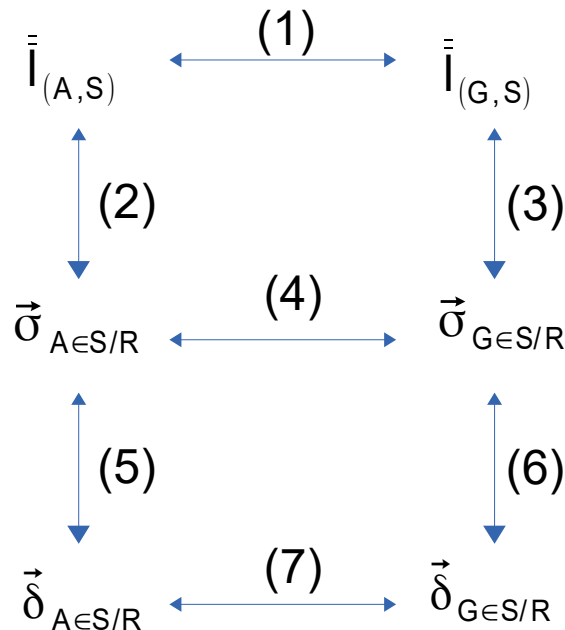 (1)
I̿(A,S) I̿(G,S)
(2) (3)
(4)
σ⃗ A∈S/R σ⃗ G∈S/R
(5) (6)
(7)
δ⃗ A∈S/R δ⃗ G∈S/R